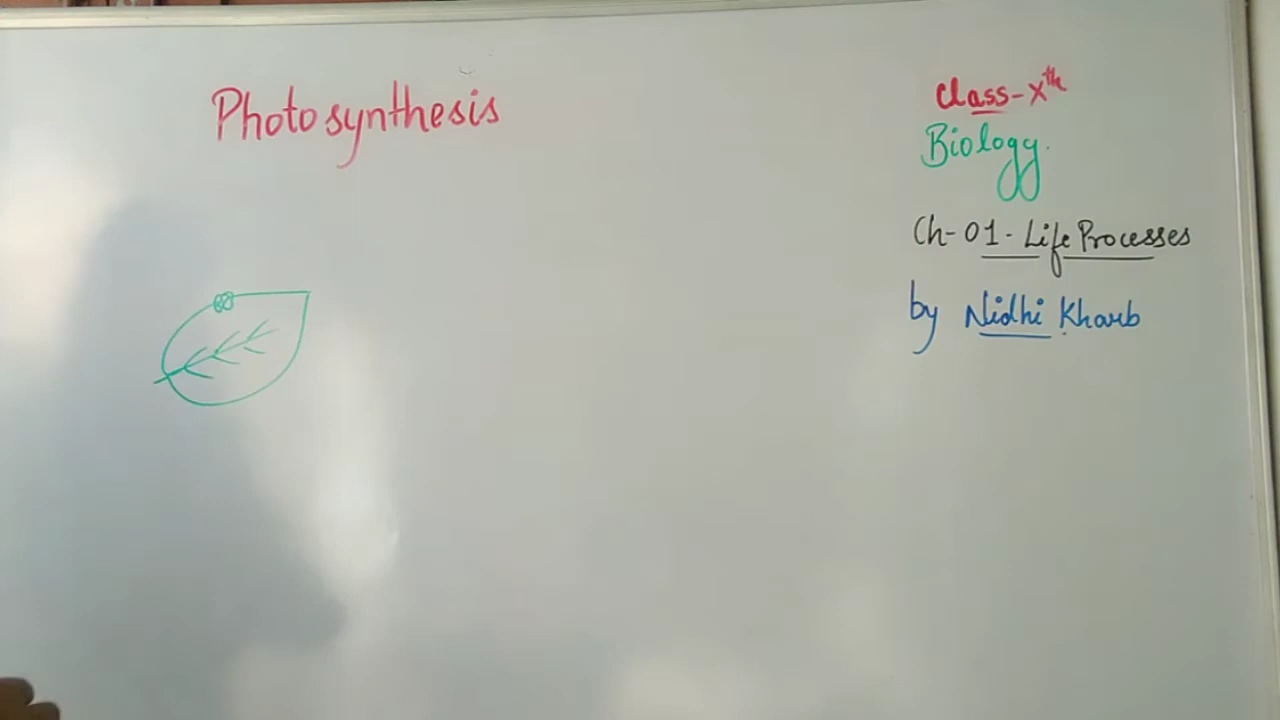 Photosynthesis
Class-Xth
Biology.
Ch-01-Life Processes
by Nidhi Kharb